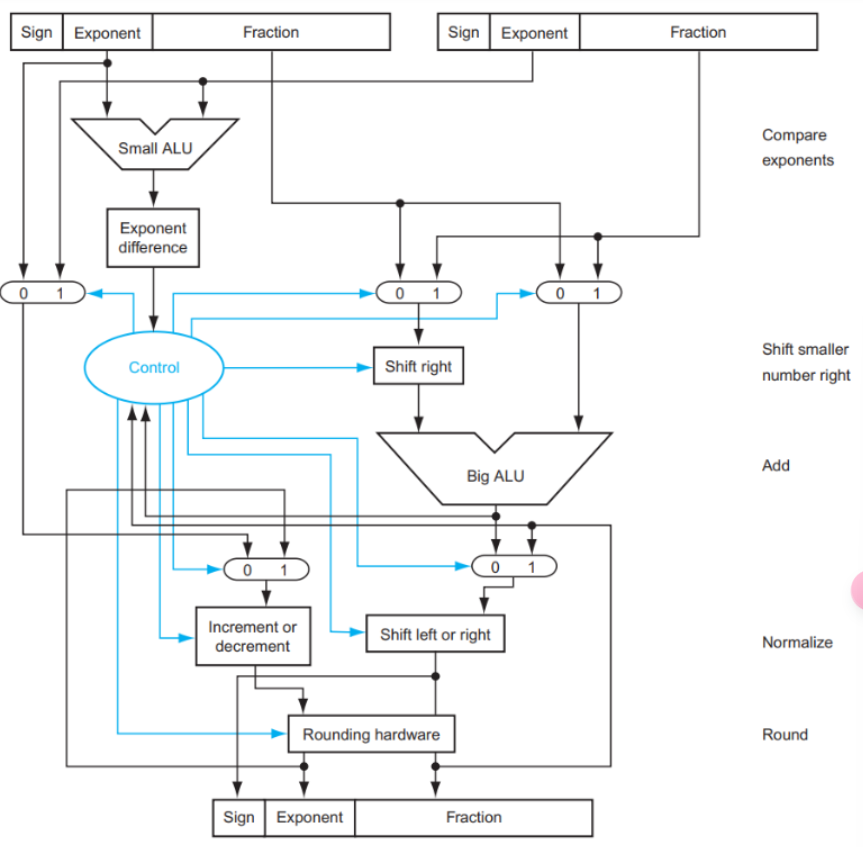 Sign Exponent Fraction Sign Exponent Fraction
Small ALU
Compare
exponents
Exponent
difference
0 1 0 1 0 1
Control
Shift right
Shift smaller
number right
Big ALU
Add
0 1 0 1
Increment or
decrement
Shift left or right
Normalize
Rounding hardware
Round
Sign Exponent Fraction